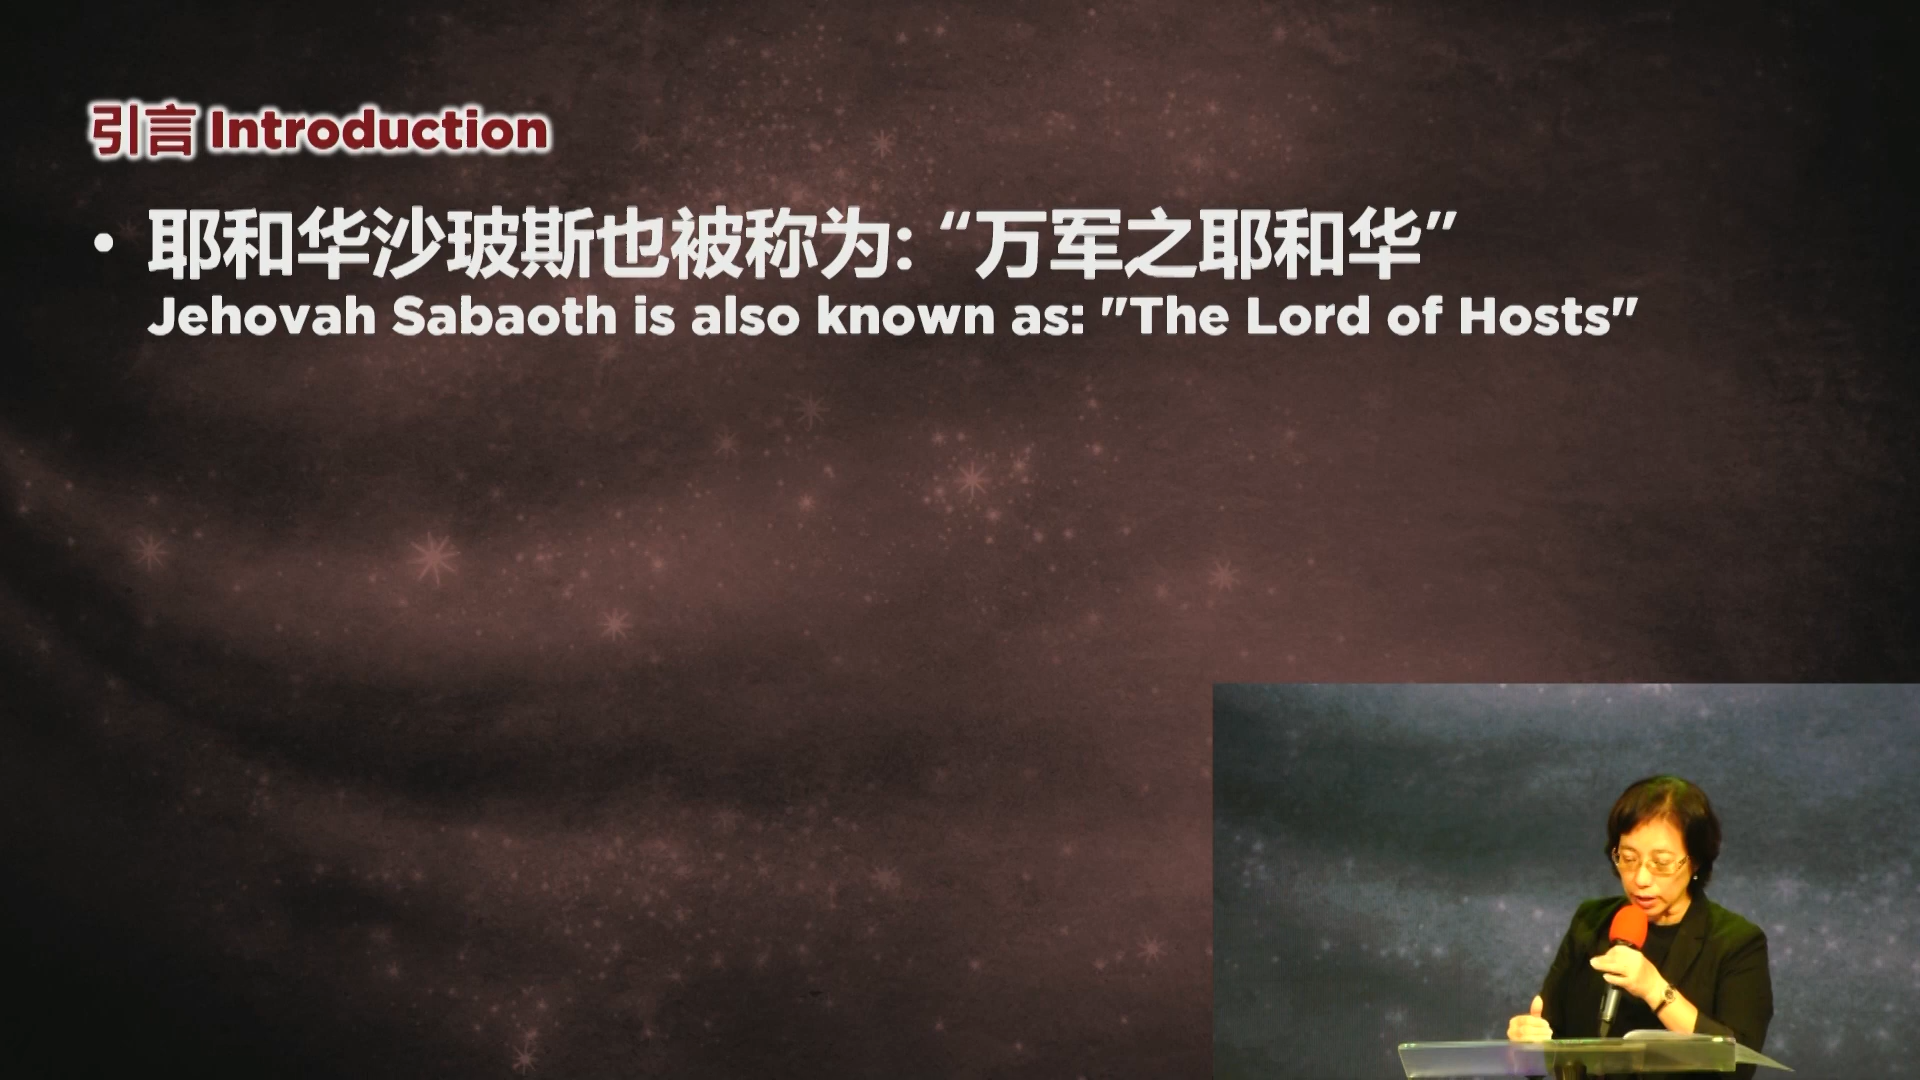 引言 Introduction
• 耶和华沙玻斯也被称为: “万军之耶和华”
Jehovah Sabaoth is also known as: "The Lord of Hosts"